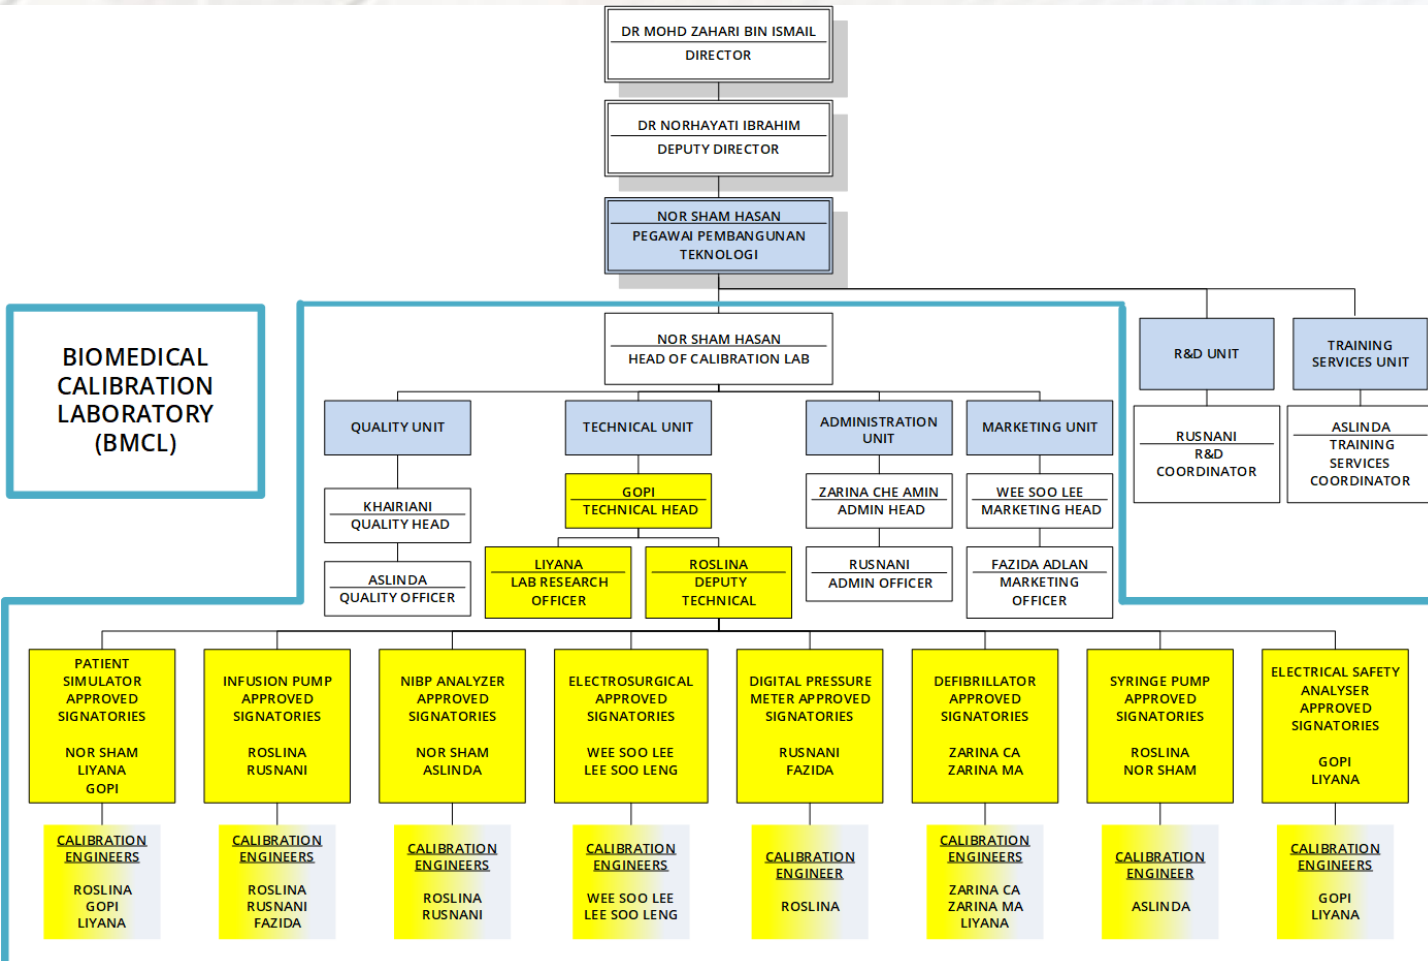 DR MOHD ZAHARI BIN ISMAIL
DIRECTOR
DR NORHAYATI IBRAHIM
DEPUTY DIRECTOR
NOR SHAM HASAN
PEGAWAI PEMBANGUNAN
TEKNOLOGI
BIOMEDICAL
CALIBRATION
LABORATORY
(BMCL)
NOR SHAM HASAN
HEAD OF CALIBRATION LAB
R&D UNIT
TRAINING
SERVICES UNIT
RUSNANI
R&D
COORDINATOR
ASLINDA
TRAINING
SERVICES
COORDINATOR
QUALITY UNIT
TECHNICAL UNIT
ADMINISTRATION
UNIT
MARKETING UNIT
KHAIRIANI
QUALITY HEAD
GOPI
TECHNICAL HEAD
ZARINA CHE AMIN
ADMIN HEAD
WEE SOO LEE
MARKETING HEAD
ASLINDA
QUALITY OFFICER
LIYANA
LAB RESEARCH
OFFICER
ROSLINA
DEPUTY
TECHNICAL
RUSNANI
ADMIN OFFICER
FAZIDA ADLAN
MARKETING
OFFICER
PATIENT
SIMULATOR
APPROVED
SIGNATORIES
NOR SHAM
LIYANA
GOPI
INFUSION PUMP
APPROVED
SIGNATORIES
ROSLINA
RUSNANI
NIBP ANALYZER
APPROVED
SIGNATORIES
NOR SHAM
ASLINDA
ELECTROSURGICAL
APPROVED
SIGNATORIES
WEE SOO LEE
LEE SOO LENG
DIGITAL PRESSURE
METER APPROVED
SIGNATORIES
RUSNANI
FAZIDA
DEFIBRILLATOR
APPROVED
SIGNATORIES
ZARINA CA
ZARINA MA
SYRINGE PUMP
APPROVED
SIGNATORIES
ROSLINA
NOR SHAM
ELECTRICAL SAFETY
ANALYSER
APPROVED
SIGNATORIES
GOPI
LIYANA
CALIBRATION
ENGINEERS
ROSLINA
GOPI
LIYANA
CALIBRATION
ENGINEERS
ROSLINA
RUSNANI
FAZIDA
CALIBRATION
ENGINEERS
ROSLINA
RUSNANI
CALIBRATION
ENGINEERS
WEE SOO LEE
LEE SOO LENG
CALIBRATION
ENGINEER
ROSLINA
CALIBRATION
ENGINEERS
ZARINA CA
ZARINA MA
LIYANA
CALIBRATION
ENGINEER
ASLINDA
CALIBRATION
ENGINEERS
GOPI
LIYANA